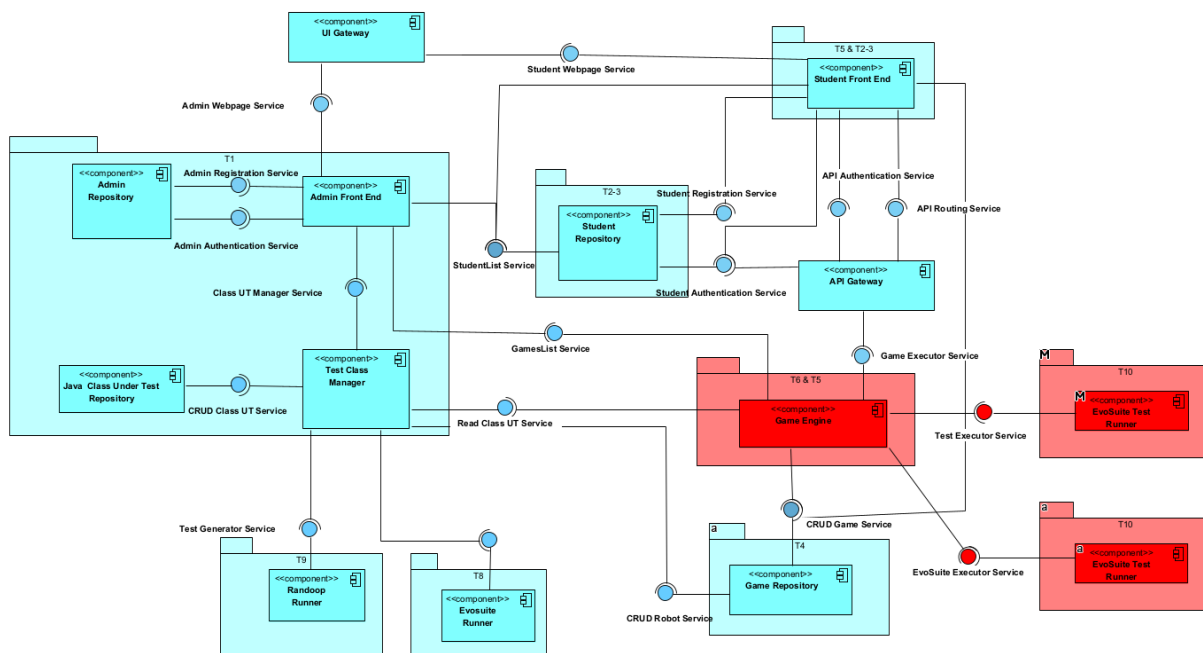 <<component>>
UI Gateway
Student Webpage Service
T5 & T2-3
<<component>>
Student Front End
Admin Webpage Service
T1
<<component>>
Admin
Repository
Admin Registration Service
<<component>>
Admin Front End
Admin Authentication Service
T2-3
<<component>>
Student
Repository
Student Registration Service
API Authentication Service
API Routing Service
StudentList Service
Student Authentication Service
<<component>>
API Gateway
Class UT Manager Service
GamesList Service
Game Executor Service
<<component>>
Test Class
Manager
<<component>>
Java Class Under Test
Repository
CRUD Class UT Service
Read Class UT Service
T6 & T5
<<component>>
Game Engine
M
T10
M
<<component>>
EvoSuite Test
Runner
Test Executor Service
Test Generator Service
T9
<<component>>
Randoop
Runner
T8
<<component>>
Evosuite
Runner
CRUD Game Service
a
T4
<<component>>
Game Repository
CRUD Robot Service
EvoSuite Executor Service
a
T10
a
<<component>>
EvoSuite Test
Runner